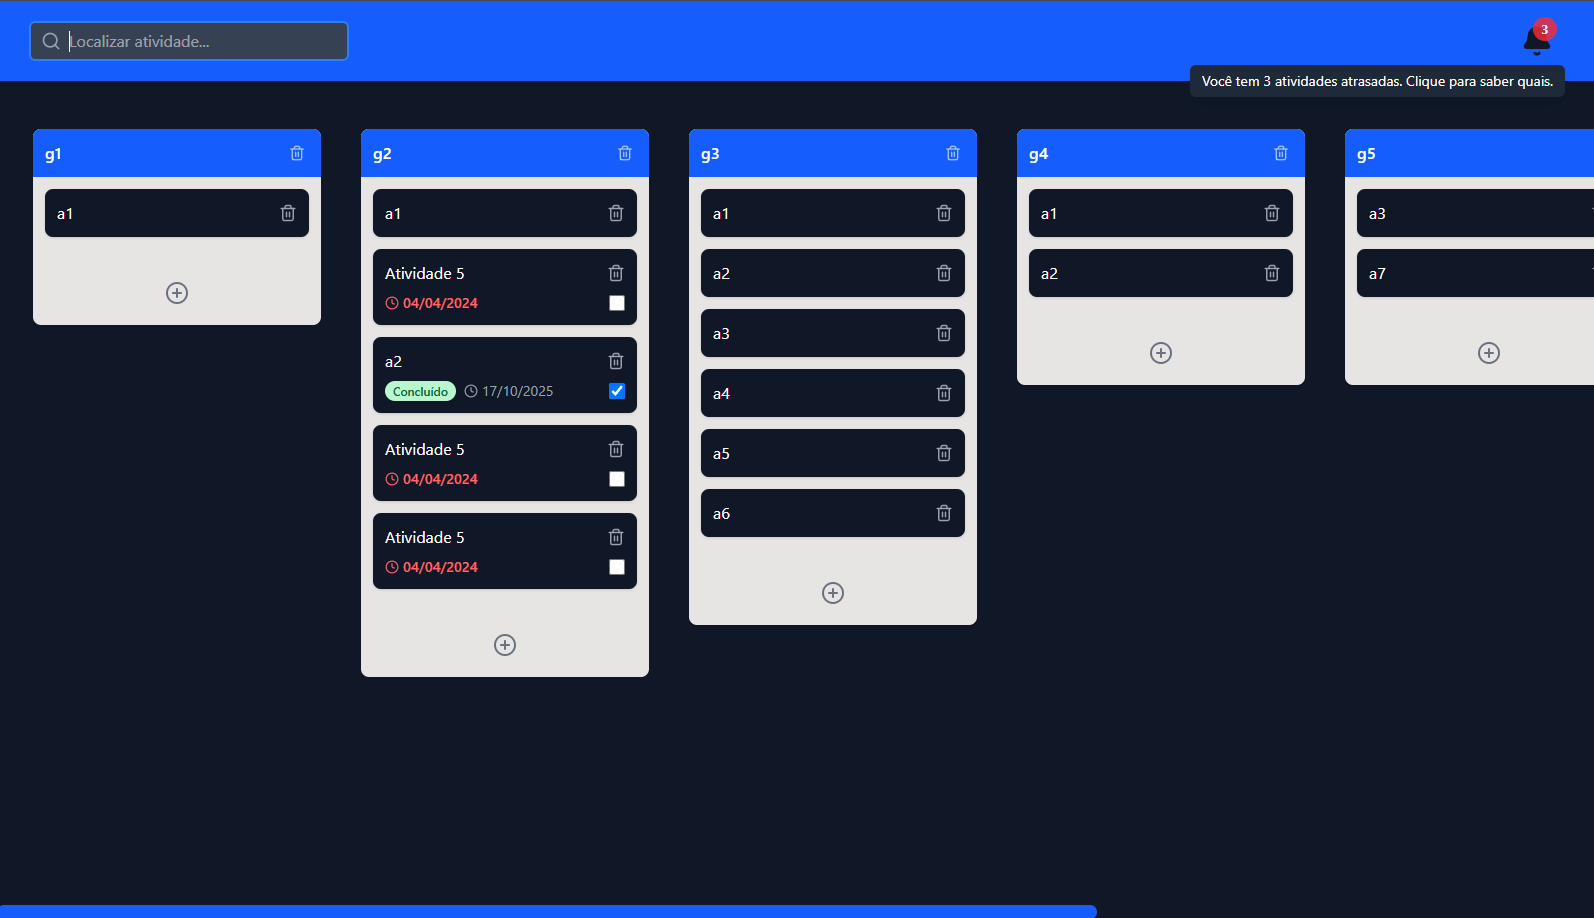 Localizar atividade...
3
Você tem 3 atividades atrasadas. Clique para saber quais.
g1
a1
g2
a1
Atividade 5
04/04/2024
a2
Concluído 17/10/2025
Atividade 5
04/04/2024
Atividade 5
04/04/2024
g3
a1
a2
a3
a4
a5
a6
g4
a1
a2
g5
a3
a7